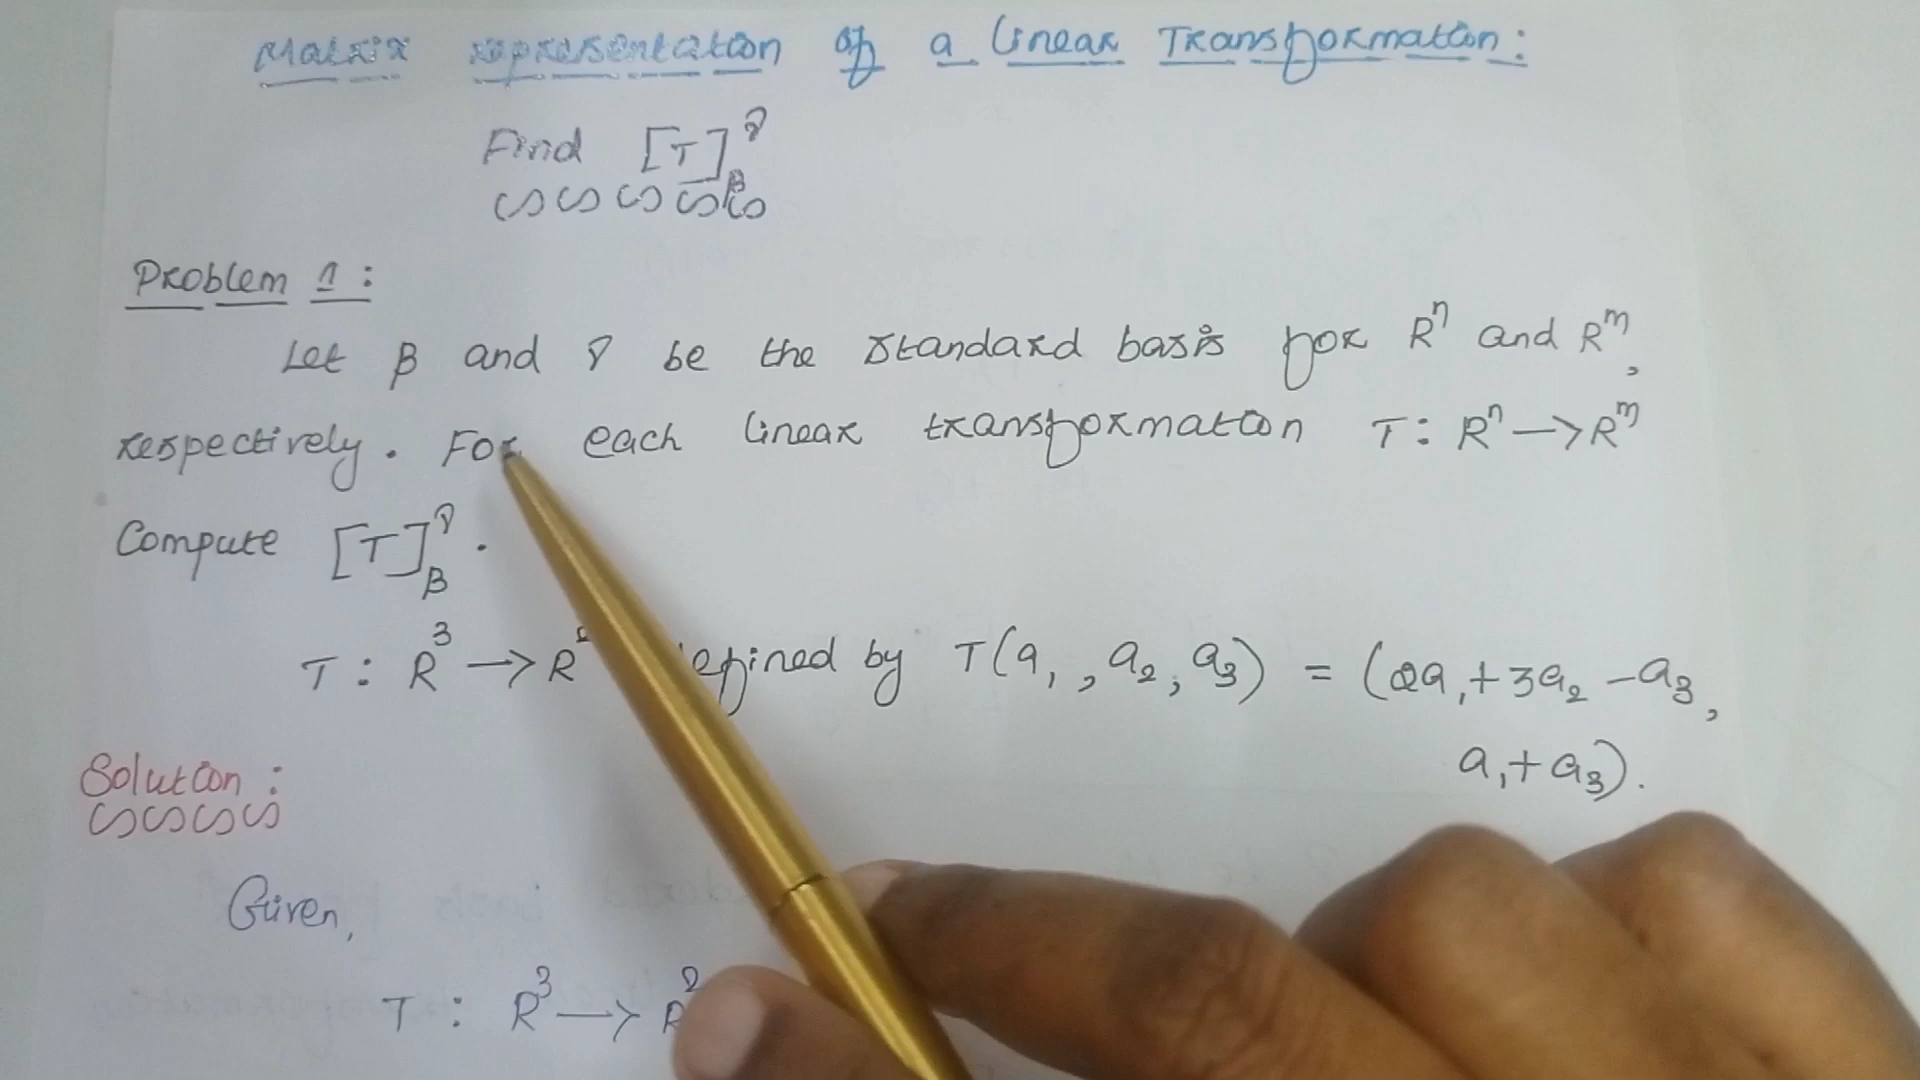 Matrix representation of a linear Transformation:
Find [T]^γ_β
Problem 1:
Let β and γ be the standard basis for R^n and R^m,
respectively. For each linear transformation T: R^n → R^m
Compute [T]^γ_β.
T : R^3 → R^2 defined by T(a₁, a₂, a₃) = (2a₁+3a₂-a₃,
a₁+a₃).
Solution:
Given,
T : R^3 → R^2